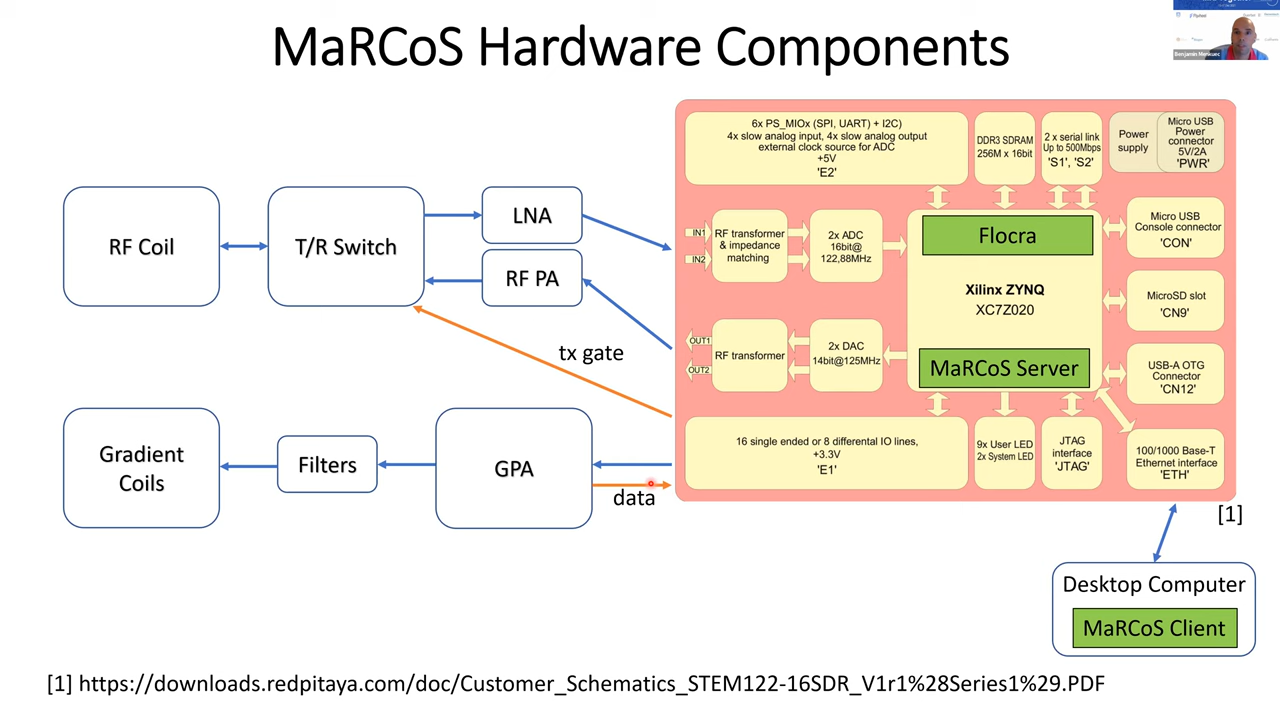 MaRCoS Hardware Components
Benjamin Menkuec
RF Coil
T/R Switch
LNA
RF PA
tx gate
Gradient
Coils
Filters
GPA
data
6x PS_MIOx (SPI, UART) + I2C)
4x slow analog input, 4x slow analog output
external clock source for ADC
+5V
'E2'
DDR3 SDRAM
256M x 16bit
2 x serial link
Up to 500Mbps
'S1', 'S2'
Power
supply
Micro USB
Power
connector
5V/2A
'PWR'
IN1
IN2
RF transformer
& impedance
matching
2x ADC
16bit@
122,88MHz
Flocra
Xilinx ZYNQ
XC7Z020
MaRCoS Server
Micro USB
Console connector
'CON'
MicroSD slot
'CN9'
OUT1
OUT2
RF transformer
2x DAC
14bit@125MHz
USB-A OTG
Connector
'CN12'
16 single ended or 8 differential IO lines,
+3.3V
'E1'
9x User LED
2x System LED
JTAG
interface
'JTAG'
100/1000 Base-T
Ethernet interface
'ETH'
[1]
Desktop Computer
MaRCoS Client
[1] https://downloads.redpitaya.com/doc/Customer_Schematics_STEM122-16SDR_V1r1%28Series1%29.PDF